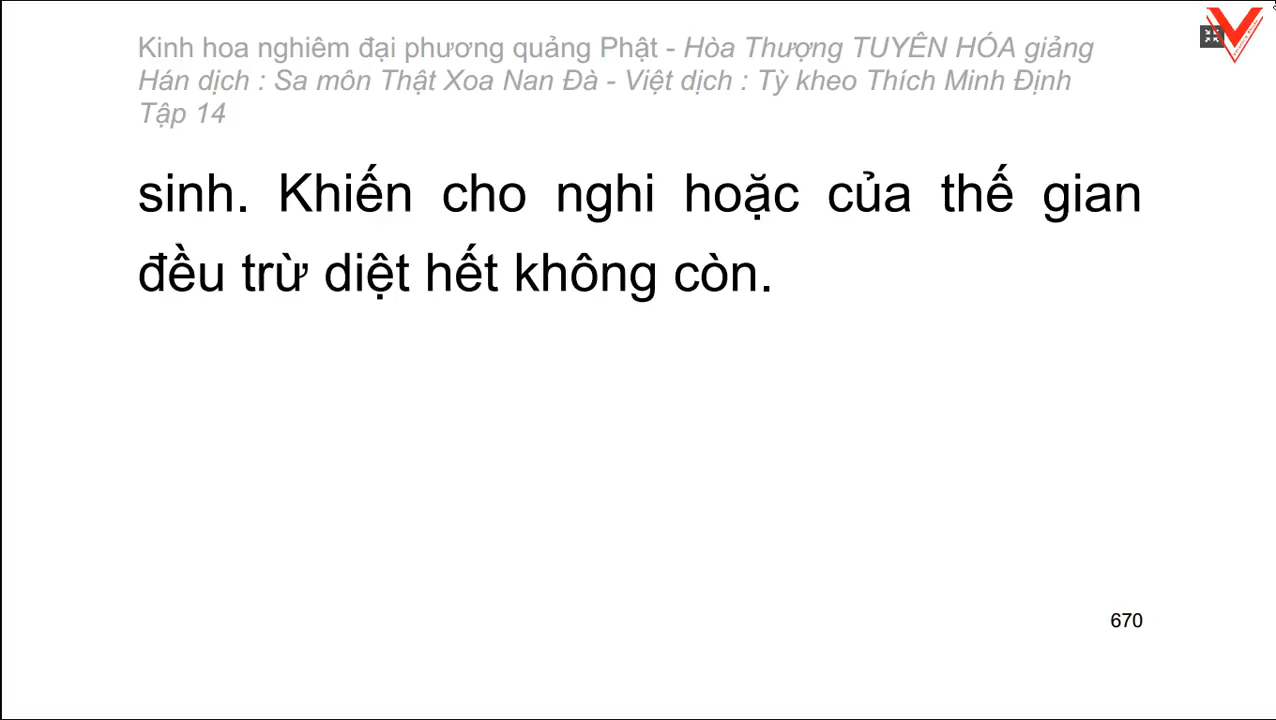 Kinh hoa nghiêm đại phương quảng Phật - Hòa Thượng TUYÊN HÓA giảng
Hán dịch : Sa môn Thật Xoa Nan Đà - Việt dịch : Tỳ kheo Thích Minh Định
Tập 14
sinh. Khiến cho nghi hoặc của thế gian
đều trừ diệt hết không còn.
670